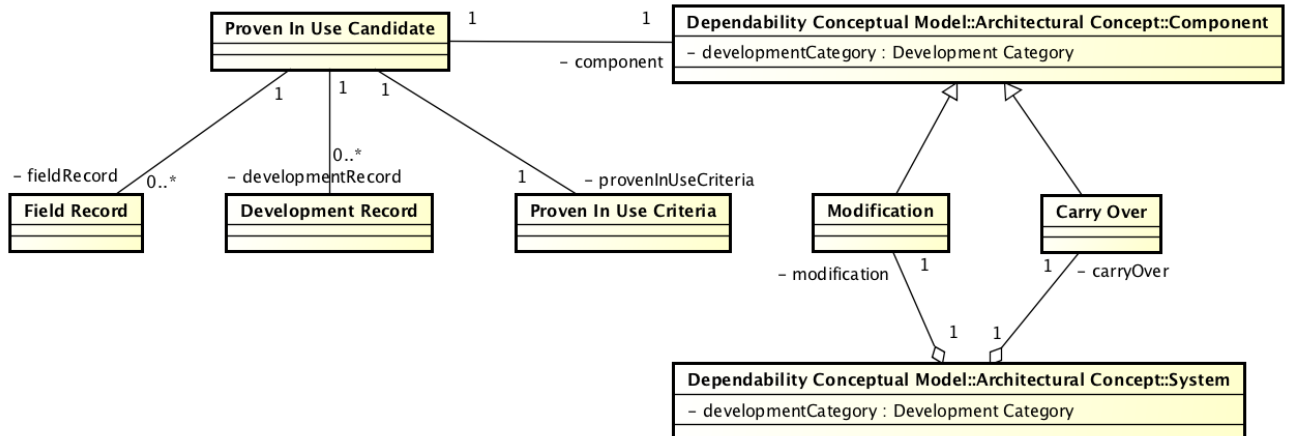 Proven In Use Candidate
1
1
Dependability Conceptual Model::Architectural Concept::Component
- developmentCategory : Development Category
- component
1
1
1
- fieldRecord
0..*
0..*
- developmentRecord
1
- provenInUseCriteria
Field Record
Development Record
Proven In Use Criteria
Modification
Carry Over
- modification
1
1
- carryOver
1
1
Dependability Conceptual Model::Architectural Concept::System
- developmentCategory : Development Category